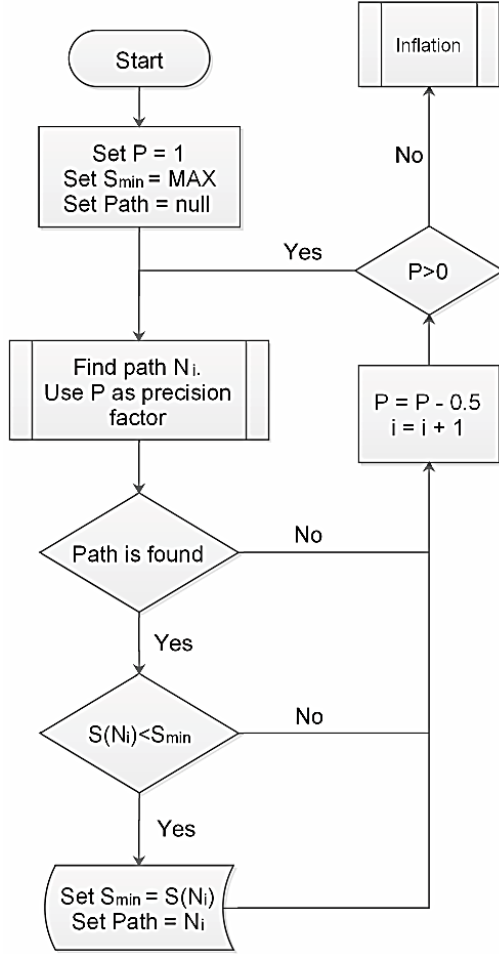 Start
Set P = 1
Set Smin = MAX
Set Path = null
Find path Ni.
Use P as precision
factor
Path is found
No
Yes
S(Ni)<Smin
No
Yes
Set Smin = S(Ni)
Set Path = Ni
P = P - 0.5
i = i + 1
P>0
Yes
No
Inflation